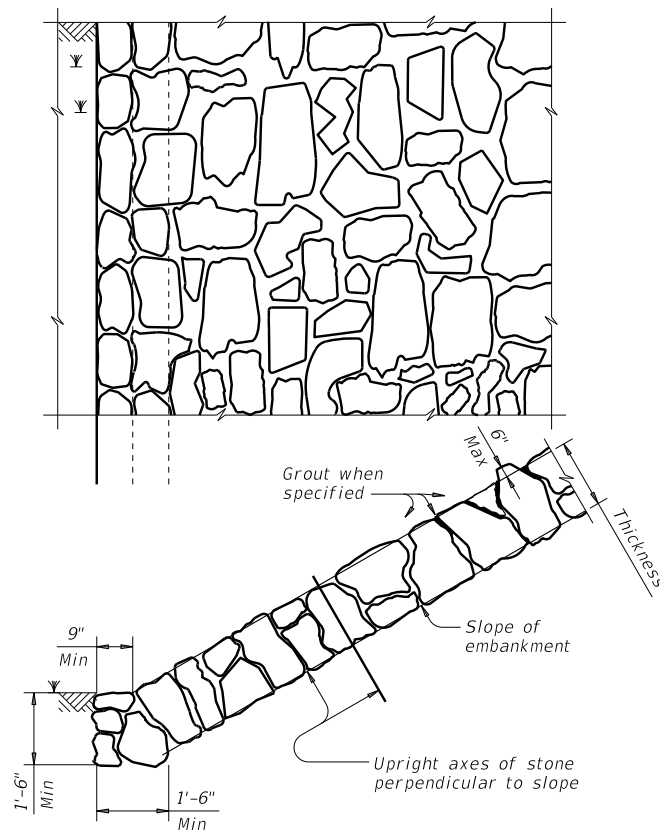 6"
Max
Grout when
specified
Thickness
Slope of
embankment
9"
Min
1'-6"
Min
Upright axes of stone
perpendicular to slope
1'-6"
Min